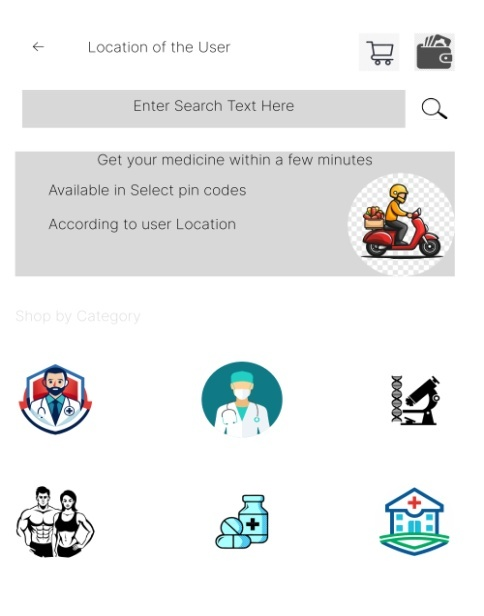 Location of the User
Enter Search Text Here
Get your medicine within a few minutes
Available in Select pin codes
According to user Location
Shop by Category